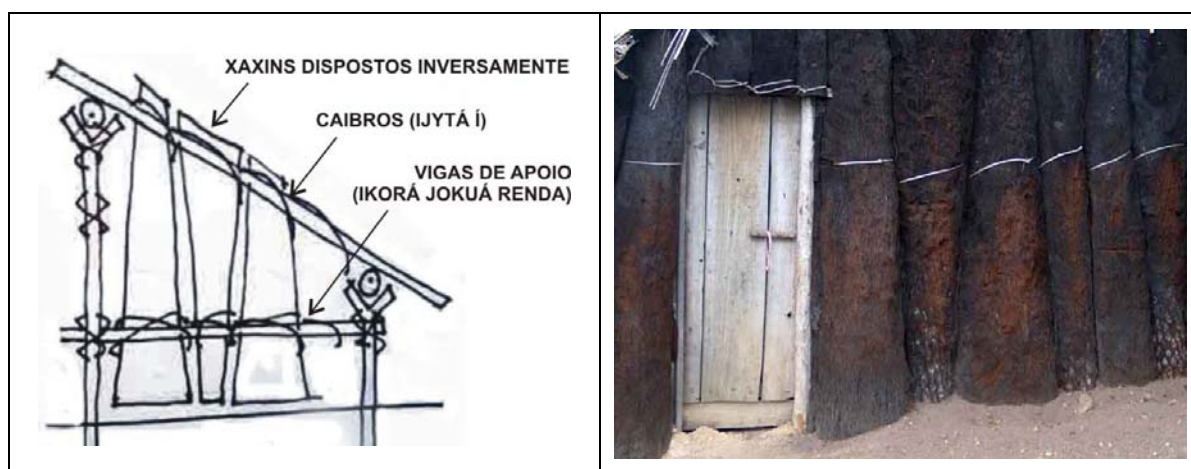 XAXINS DISPOSTOS INVERSAMENTE
CAIBROS (IJYTÁ Í)
VIGAS DE APOIO
(IKORÁ JOKUÁ RENDA)